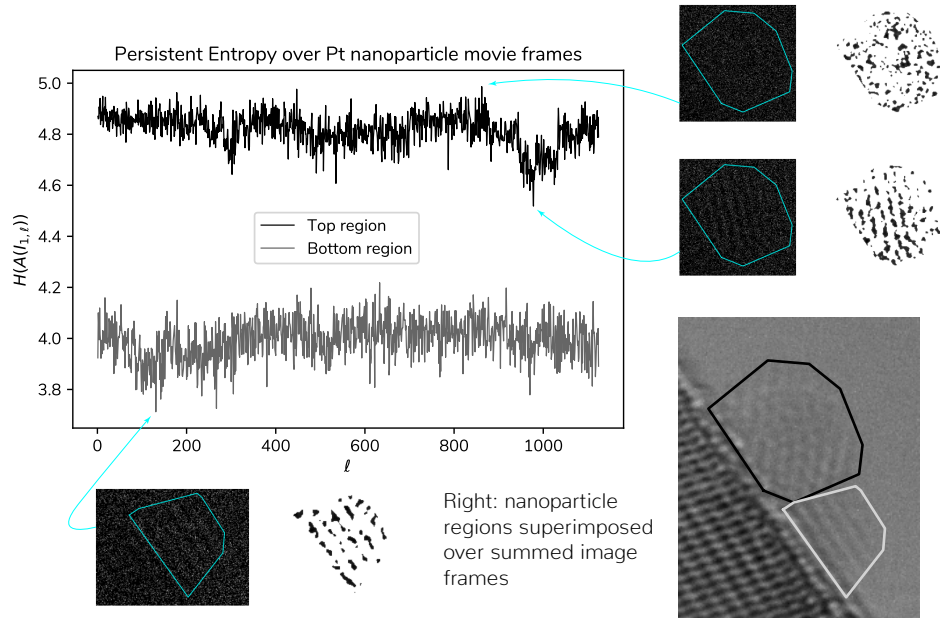 Persistent Entropy over Pt nanoparticle movie frames
5.0
4.8
4.6
4.4
4.2
4.0
3.8
H(A(I_{1,ℓ}))
Top region
Bottom region
0 200 400 600 800 1000
ℓ
Right: nanoparticle
regions superimposed
over summed image
frames